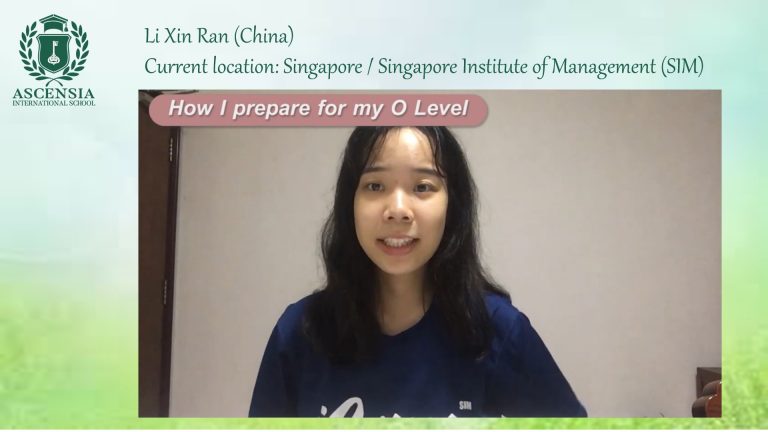 ASCENSIA
INTERNATIONAL SCHOOL
Li Xin Ran (China)
Current location: Singapore / Singapore Institute of Management (SIM)
How I prepare for my O Level
SIM